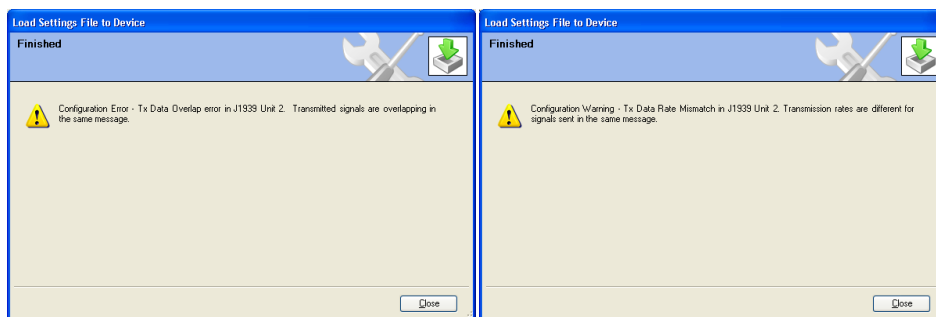 Load Settings File to Device
Finished
Configuration Error - Tx Data Overlap error in J1939 Unit 2. Transmitted signals are overlapping in
the same message.
Close
Load Settings File to Device
Finished
Configuration Warning - Tx Data Rate Mismatch in J1939 Unit 2. Transmission rates are different for
signals sent in the same message.
Close